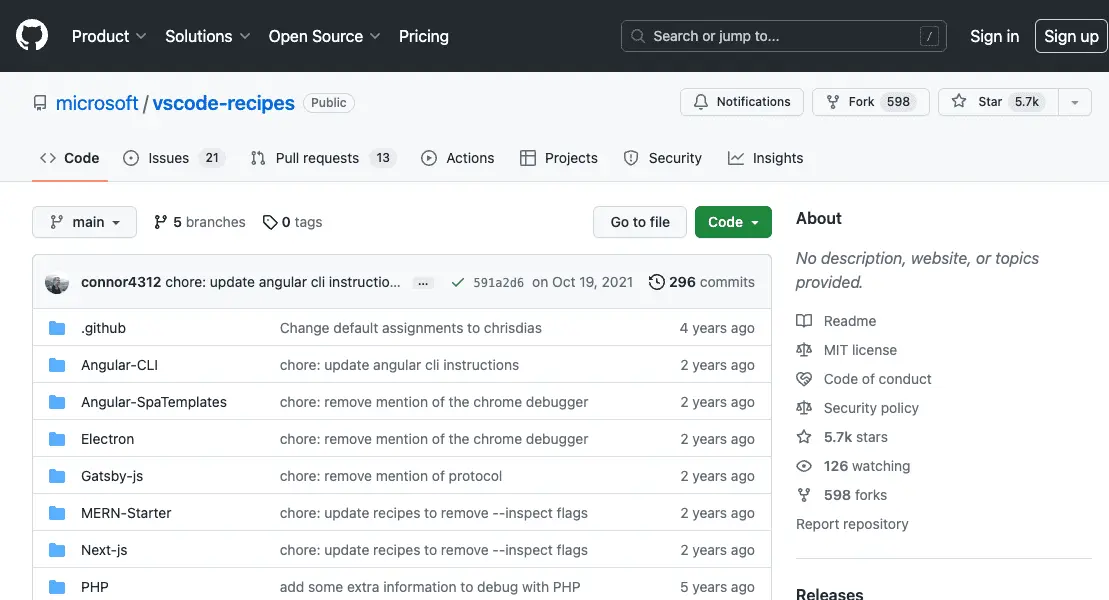 Product Solutions Open Source Pricing Search or jump to... / Sign in Sign up
microsoft / vscode-recipes Public Notifications Fork 598 Star 5.7k
Code Issues 21 Pull requests 13 Actions Projects Security Insights
main 5 branches 0 tags Go to file Code
connor4312 chore: update angular cli instructio... ... 591a2d6 on Oct 19, 2021 296 commits
.github Change default assignments to chrisdias 4 years ago
Angular-CLI chore: update angular cli instructions 2 years ago
Angular-SpaTemplates chore: remove mention of the chrome debugger 2 years ago
Electron chore: remove mention of the chrome debugger 2 years ago
Gatsby-js chore: remove mention of protocol 2 years ago
MERN-Starter chore: update recipes to remove --inspect flags 2 years ago
Next-js chore: update recipes to remove --inspect flags 2 years ago
PHP add some extra information to debug with PHP 5 years ago
About
No description, website, or topics
provided.
Readme
MIT license
Code of conduct
Security policy
5.7k stars
126 watching
598 forks
Report repository
Releases